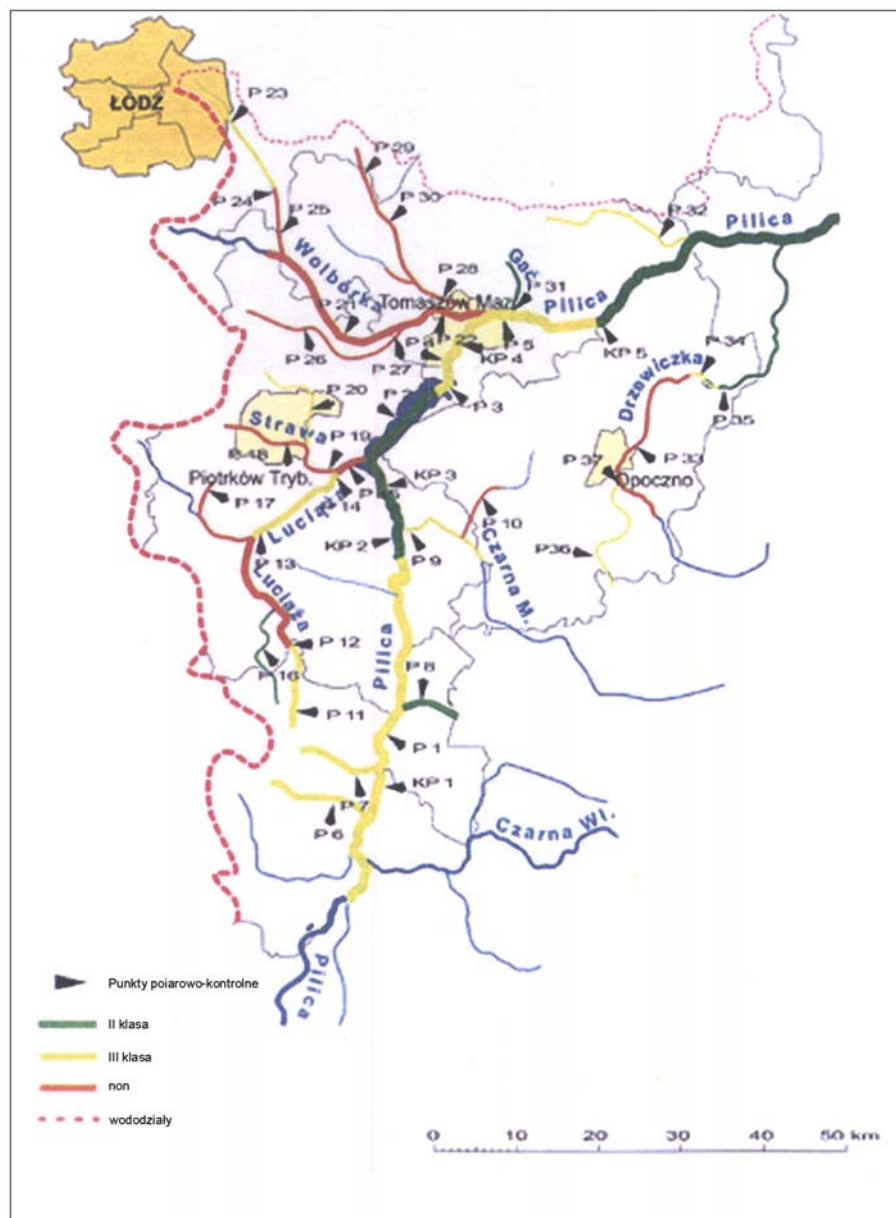 ŁÓDŹ
P 23
P 29
P 24
P 25
P 30
P 32
Pilica
Wolbórka
Gać
P 28
P 31
Tomaszów Maz.
Pilica
P 21
P 22
P 5
KP 4
KP 5
P 26
P 27
P 3
P 34
Drzewiczka
P 35
P 20
Strawa
P 19
P 18
Piotrków Tryb.
P 17
P 14
KP 3
P 37
P 33
Opoczno
Luciąża
P 13
KP 2
P 9
P 10
Czarna M.
P 36
Luciąża
P 12
P 16
Pilica
P 8
P 11
P 1
KP 1
P 7
P 6
Czarna Wł.
Pilica
Punkty poiarowo-kontrolne
II klasa
III klasa
non
wododziały
0 10 20 30 40 50 km